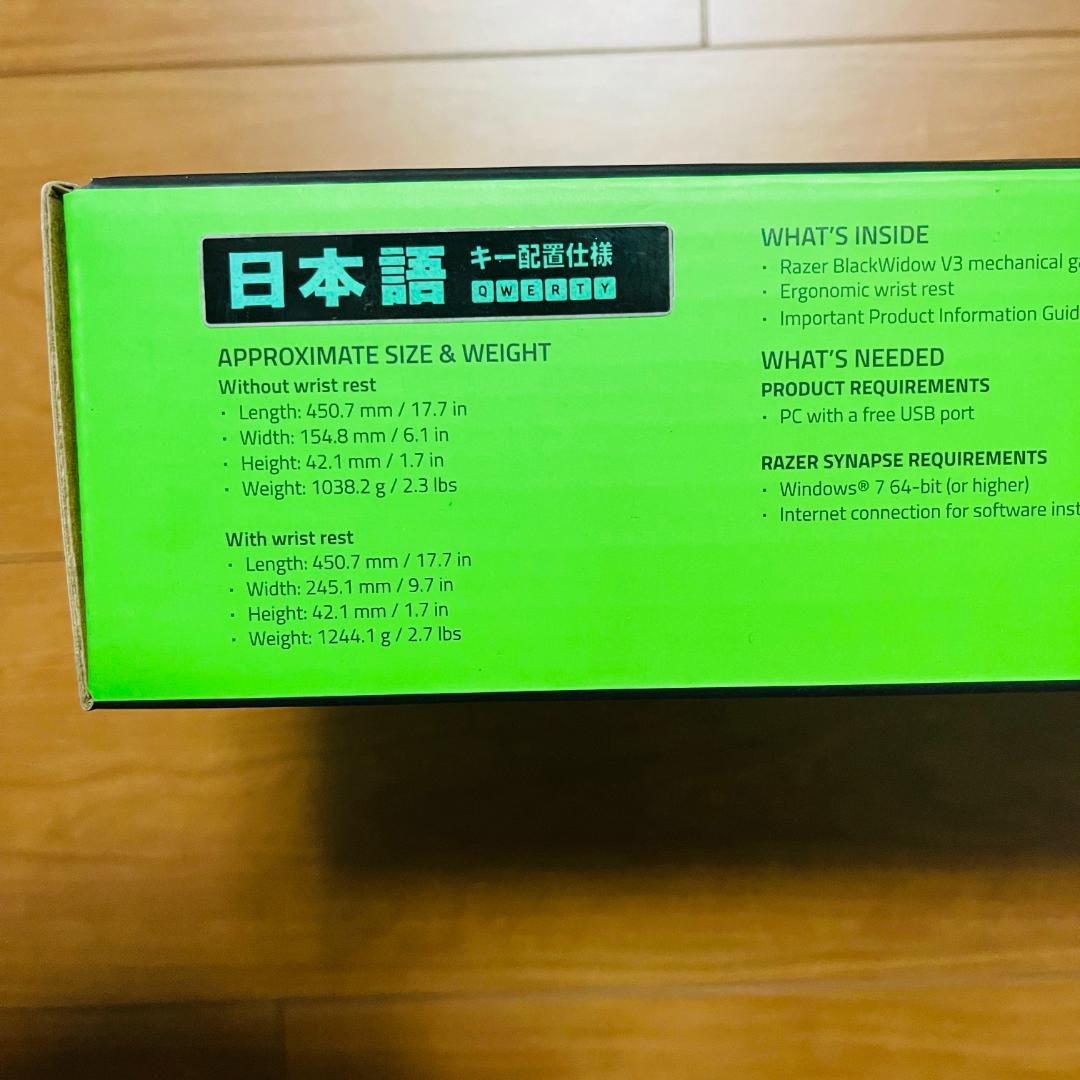 日本語
キー配置仕様
QWERTY
APPROXIMATE SIZE & WEIGHT
Without wrist rest
· Length: 450.7 mm / 17.7 in
· Width: 154.8 mm / 6.1 in
· Height: 42.1 mm / 1.7 in
· Weight: 1038.2 g / 2.3 lbs
With wrist rest
· Length: 450.7 mm / 17.7 in
· Width: 245.1 mm / 9.7 in
· Height: 42.1 mm / 1.7 in
· Weight: 1244.1 g / 2.7 lbs
WHAT'S INSIDE
· Razer BlackWidow V3 mechanical
· Ergonomic wrist rest
· Important Product Information
WHAT'S NEEDED
PRODUCT REQUIREMENTS
· PC with a free USB port
RAZER SYNAPSE REQUIREMENTS
· Windows® 7 64-bit (or higher)
· Internet connection for software